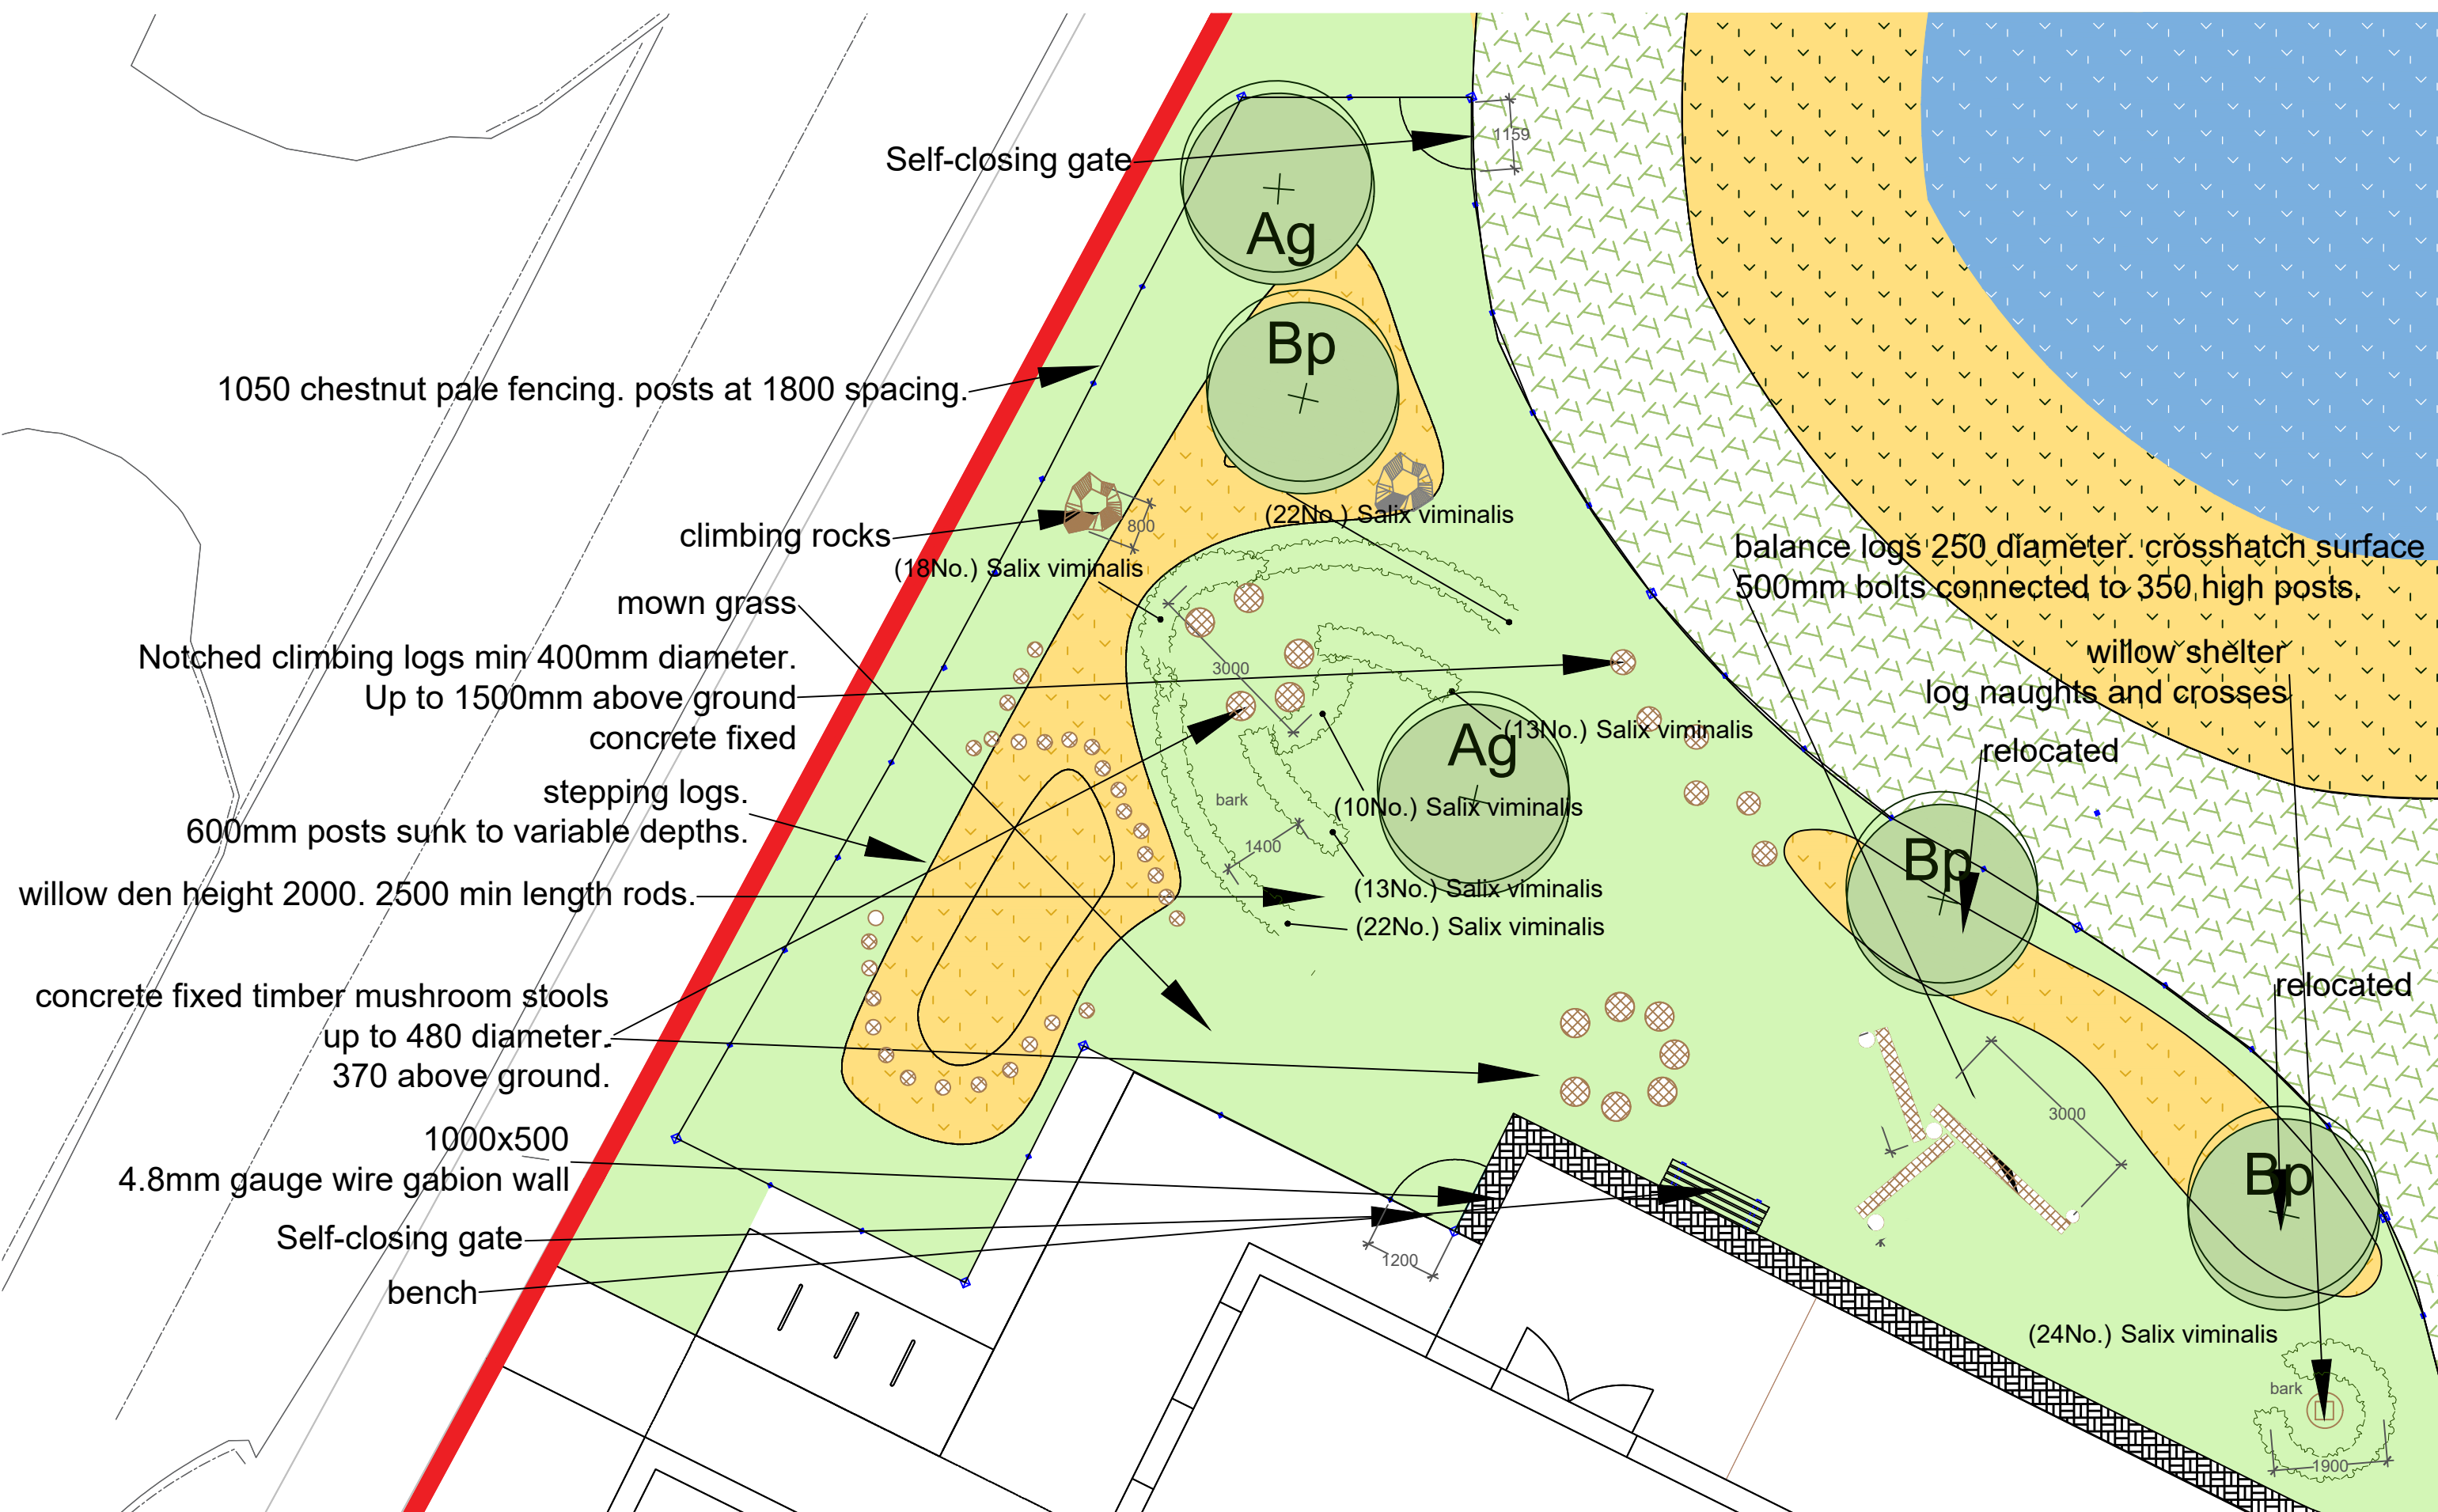 1159
Self-closing gate
Ag
Bp
1050 chestnut pale fencing. posts at 1800 spacing.
climbing rocks
800
(22No.) Salix viminalis
(18No.) Salix viminalis
balance logs 250 diameter. crosshatch surface
500mm bolts connected to 350 high posts.
mown grass
Notched climbing logs min 400mm diameter.
Up to 1500mm above ground
concrete fixed
3000
willow shelter
log naughts and crosses
(13No.) Salix viminalis
Ag
relocated
stepping logs.
600mm posts sunk to variable depths.
bark
(10No.) Salix viminalis
1400
Bp
willow den height 2000. 2500 min length rods.
(13No.) Salix viminalis
(22No.) Salix viminalis
relocated
concrete fixed timber mushroom stools
up to 480 diameter.
370 above ground.
3000
1000x500
4.8mm gauge wire gabion wall
Bp
Self-closing gate
1200
bench
(24No.) Salix viminalis
bark
1900